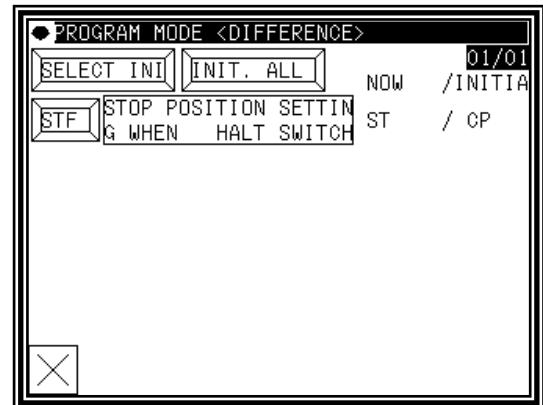 PROGRAM MODE <DIFFERENCE>
01/01
SELECT INI INIT. ALL NOW /INITIA
STF STOP POSITION SETTIN ST / CP
G WHEN HALT SWITCH